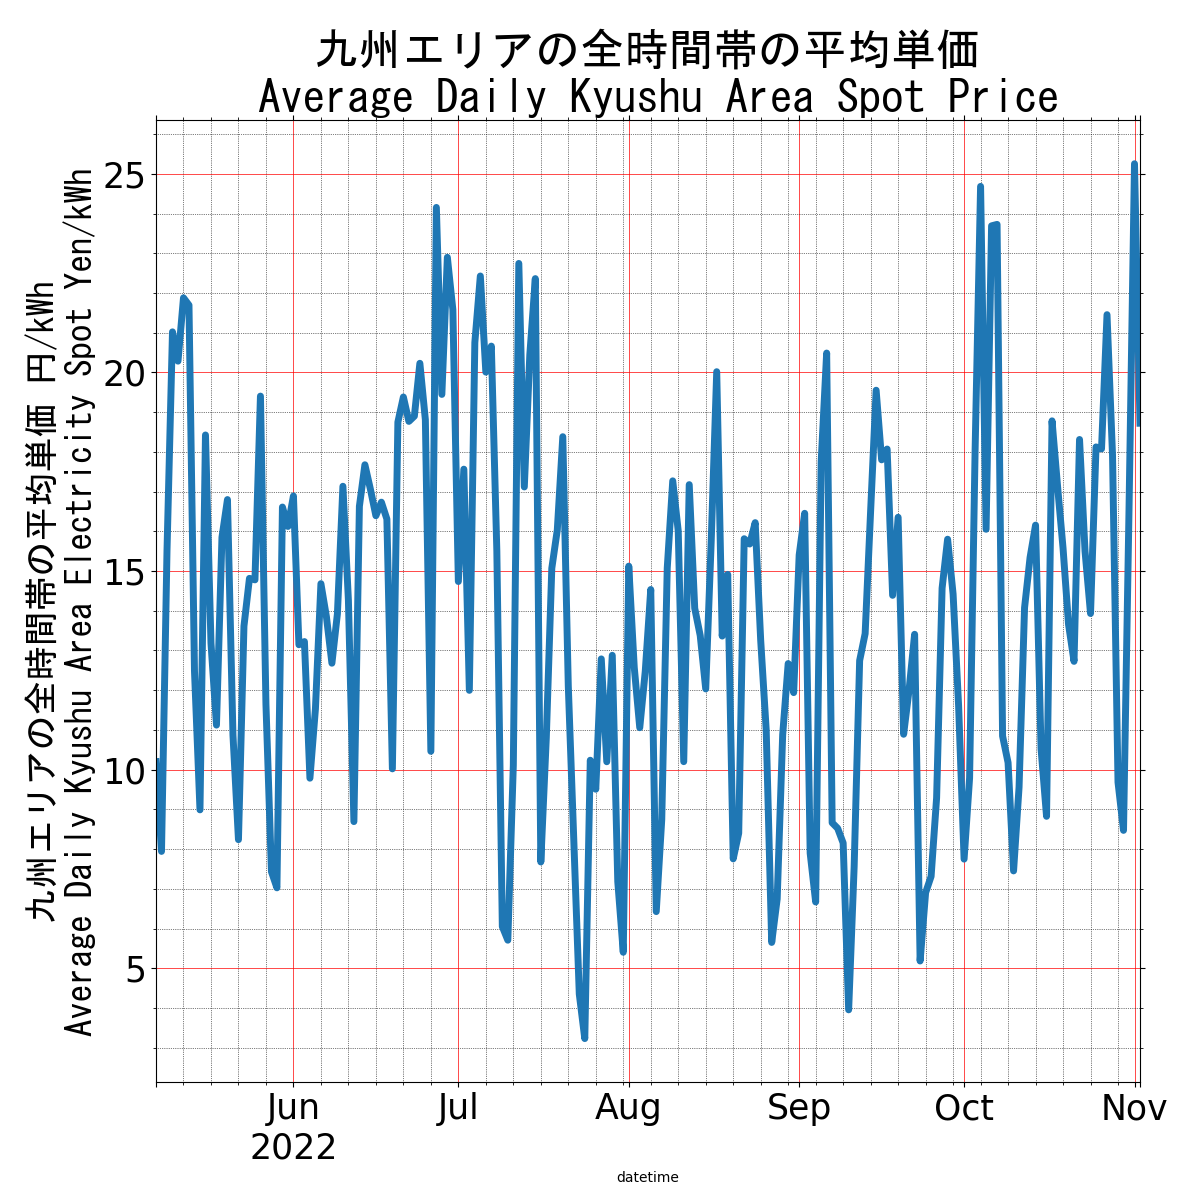 九州エリアの全時間帯の平均単価
Average Daily Kyushu Area Spot Price
九州エリアの全時間帯の平均単価 円/kWh
Average Daily Kyushu Area Electricity Spot Yen/kWh
25
20
15
10
5
Jun Jul Aug Sep Oct Nov
2022
datetime